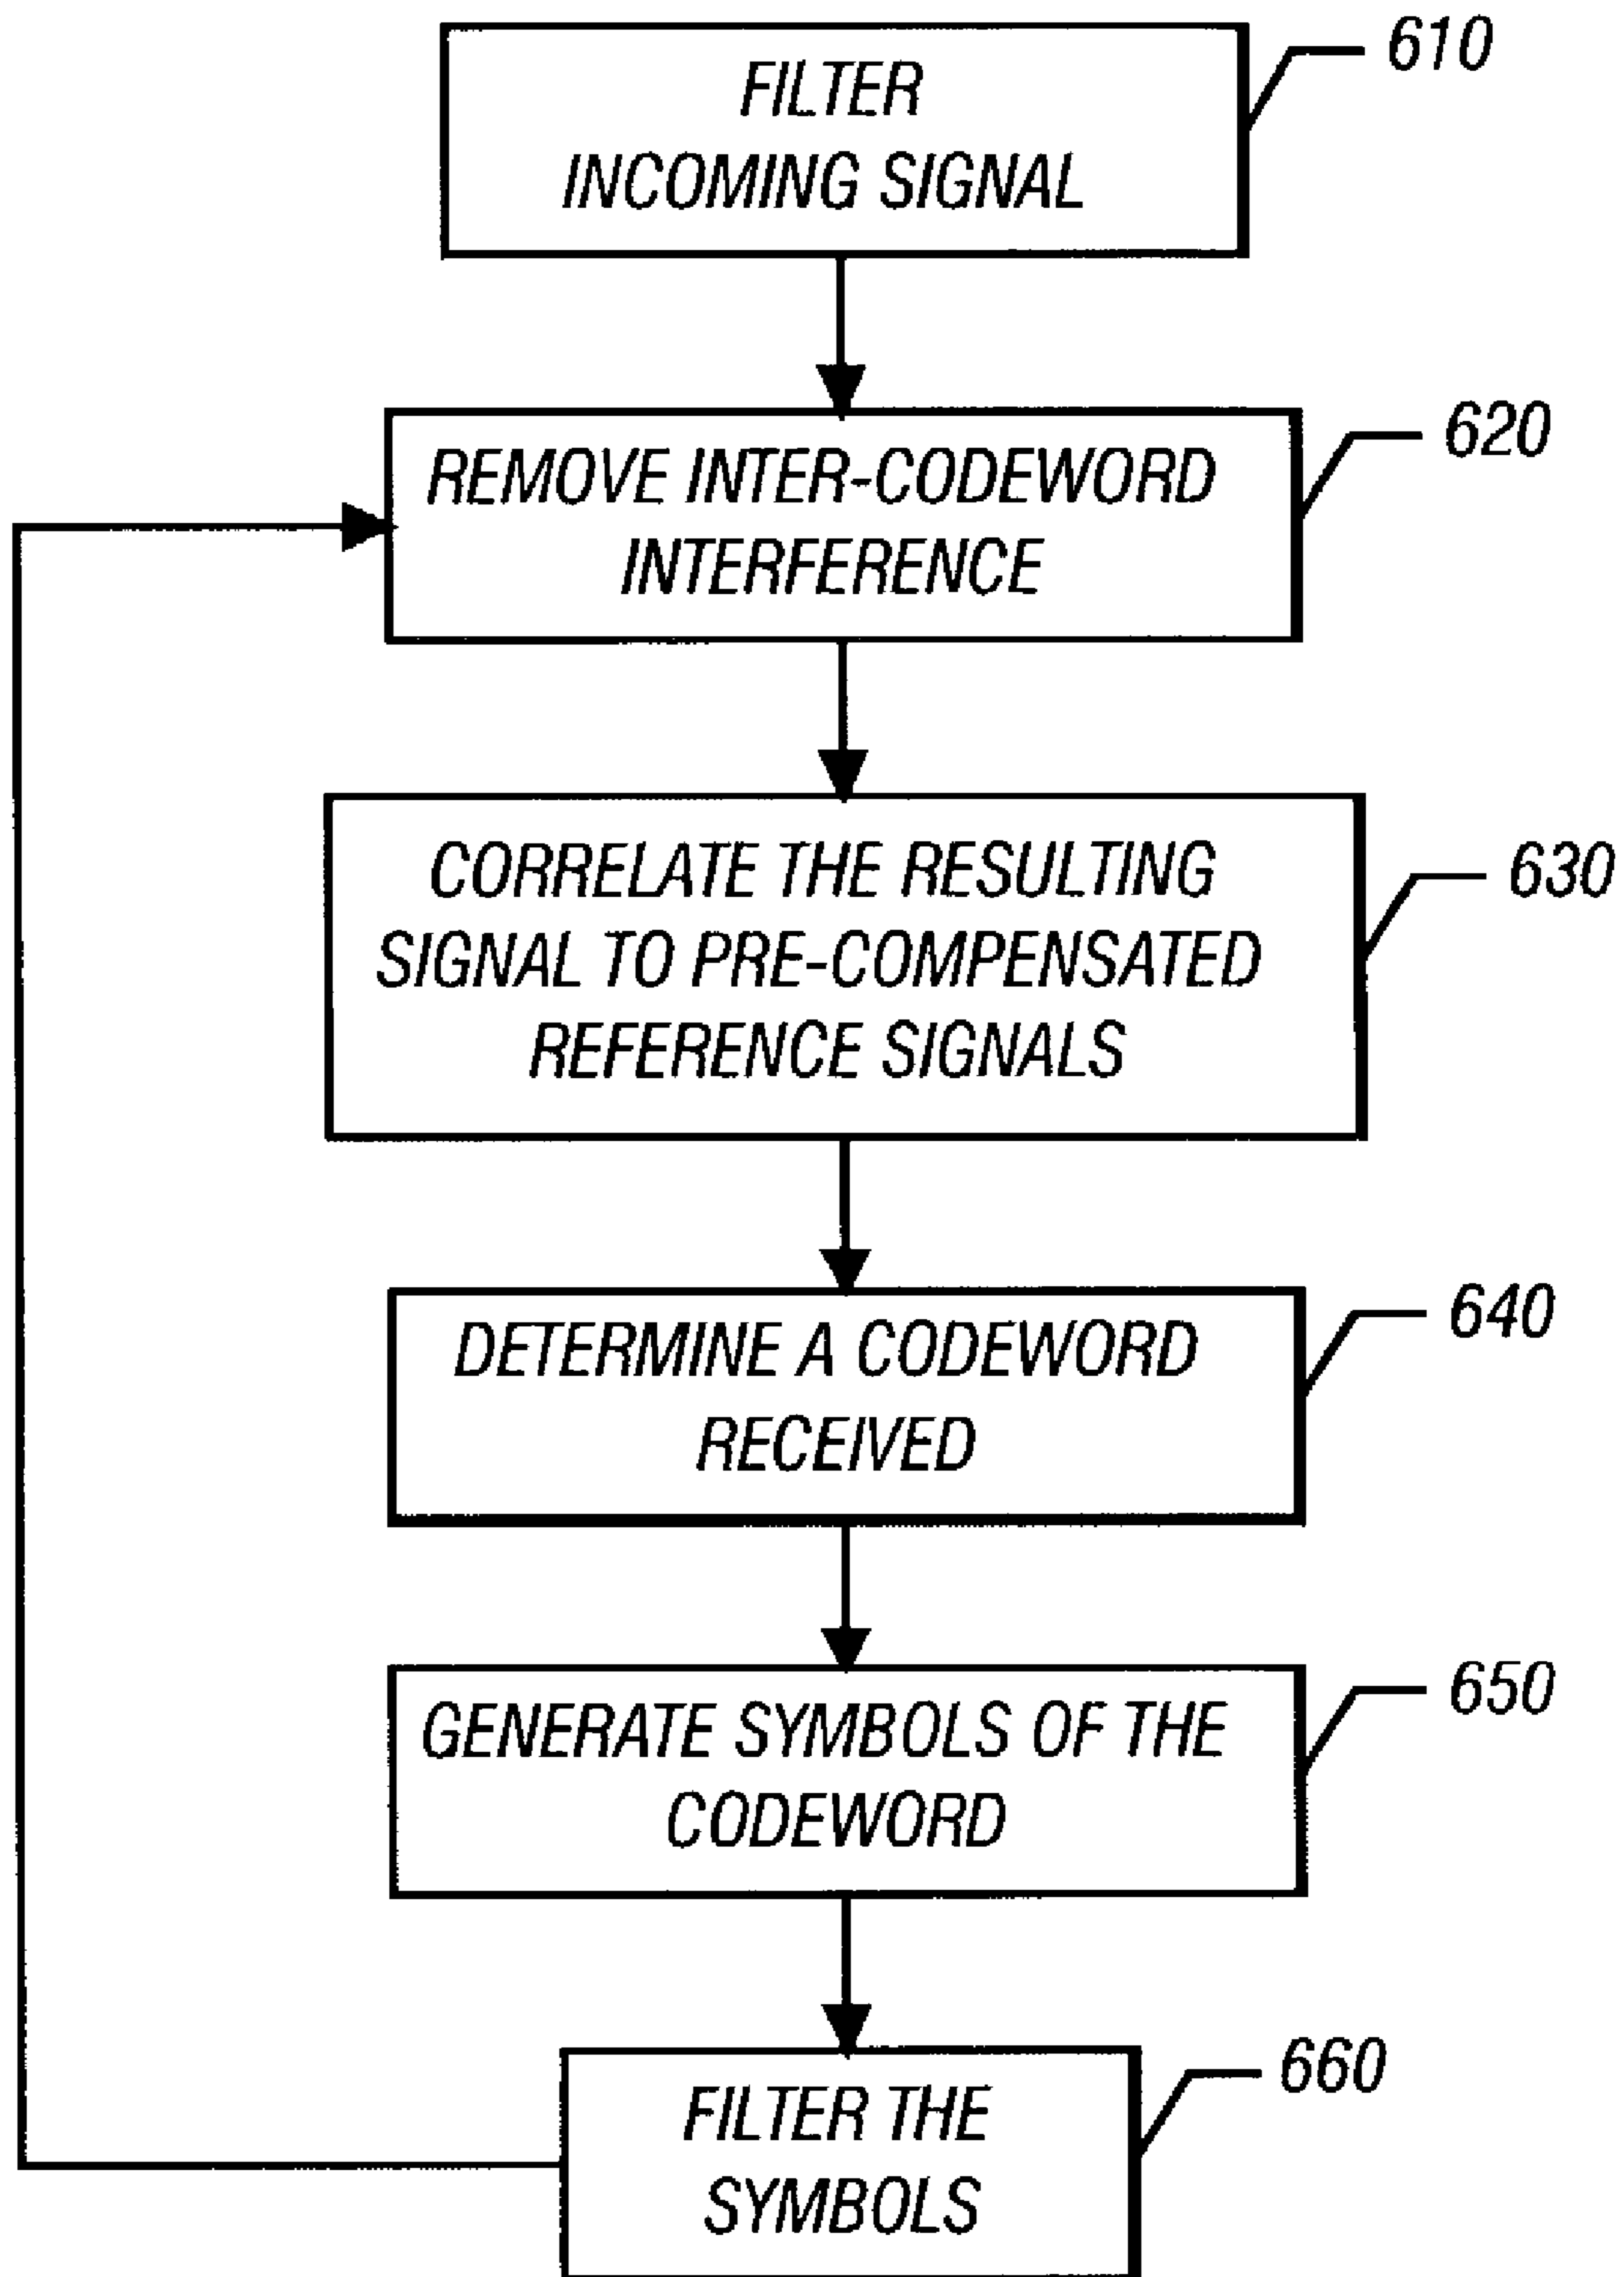 FILTER
INCOMING SIGNAL
610
REMOVE INTER-CODEWORD
INTERFERENCE
620
CORRELATE THE RESULTING
SIGNAL TO PRE-COMPENSATED
REFERENCE SIGNALS
630
DETERMINE A CODEWORD
RECEIVED
640
GENERATE SYMBOLS OF THE
CODEWORD
650
FILTER THE
SYMBOLS
660